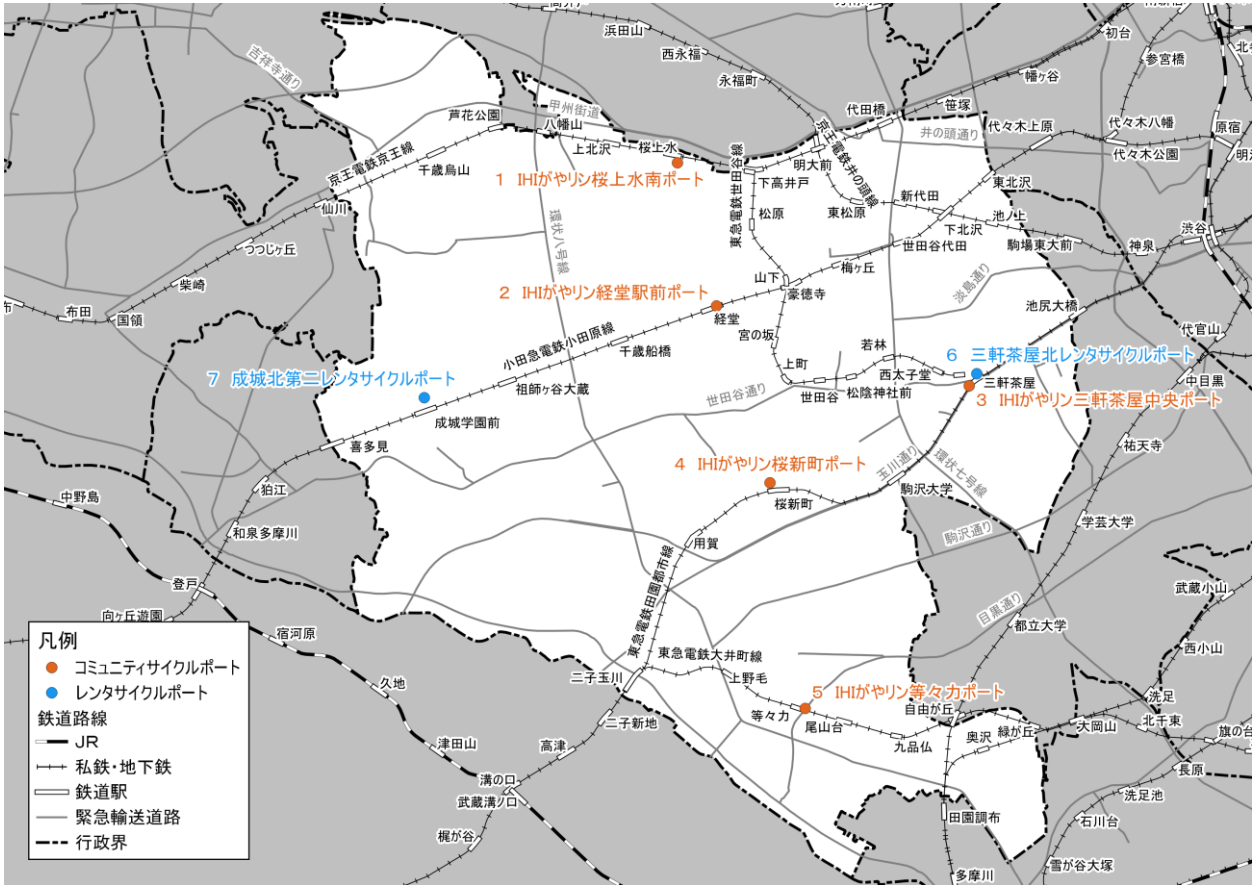 浜田山
西永福
永福町
初台
参宮橋
幡ヶ谷
笹塚
代田橋
吉祥寺通り
甲州街道
井の頭通り
代々木上原
代々木八幡
代々木公園
原宿
芦花公園
八幡山
上北沢
桜上水
明大前
京王電鉄京王線
千歳烏山
仙川
つつじヶ丘
柴崎
国領
布田
1 IHIがやリン桜上水南ポート
東急電鉄世田谷線
下高井戸
京王電鉄井の頭線
松原
東松原
新代田
東北沢
下北沢
池ノ上
駒場東大前
神泉
渋谷
環状八号線
世田谷代田
梅ヶ丘
山下
豪徳寺
淡島通り
池尻大橋
代官山
2 IHIがやリン経堂駅前ポート
経堂
小田急電鉄小田原線
千歳船橋
宮の坂
上町
若林
西太子堂
6 三軒茶屋北レンタサイクルポート
三軒茶屋
中目黒
7 成城北第二レンタサイクルポート
祖師ヶ谷大蔵
世田谷通り
世田谷
松陰神社前
3 IHIがやリン三軒茶屋中央ポート
成城学園前
喜多見
祐天寺
4 IHIがやリン桜新町ポート
玉川通り
環状七号線
狛江
中野島
桜新町
駒沢大学
和泉多摩川
用賀
駒沢通り
学芸大学
登戸
向ヶ丘遊園
宿河原
東急電鉄田園都市線
目黒通り
武蔵小山
都立大学
西小山
東急電鉄大井町線
上野毛
二子玉川
久地
5 IHIがやリン等々力ポート
等々力
尾山台
自由が丘
洗足
二子新地
九品仏
奥沢
緑が丘
大岡山
北千束
旗の台
高津
津田山
溝の口
武蔵溝ノ口
長原
洗足池
梶が谷
田園調布
石川台
雪が谷大塚
多摩川
凡例
コミュニティサイクルポート
レンタサイクルポート
鉄道路線
JR
私鉄・地下鉄
鉄道駅
緊急輸送道路
行政界